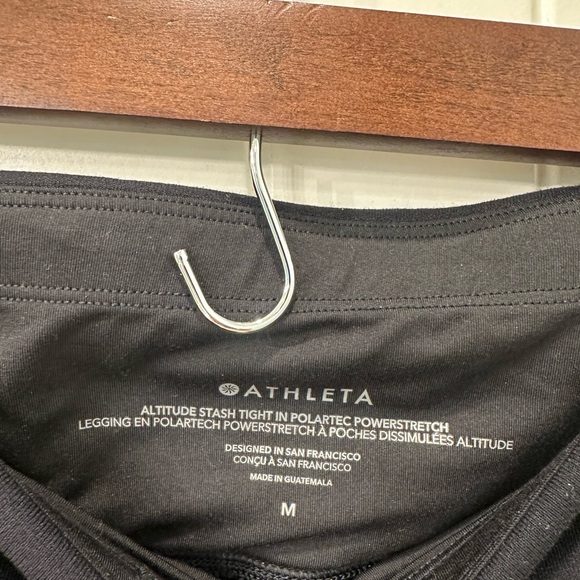 ATHLETA
ALTITUDE STASH TIGHT IN POLARTEC POWERSTRETCH
LEGGING EN POLARTECH POWERSTRETCH À POCHES DISSIMULÉES ALTITUDE
DESIGNED IN SAN FRANCISCO
CONÇU À SAN FRANCISCO
MADE IN GUATEMALA
M